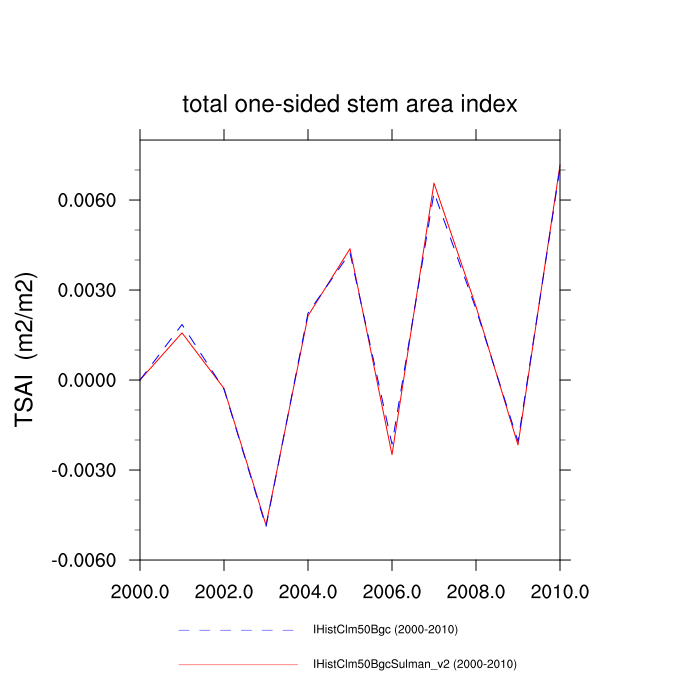 total one-sided stem area index
TSAI (m2/m2)
0.0060
0.0030
0.0000
-0.0030
-0.0060
2000.0 2002.0 2004.0 2006.0 2008.0 2010.0
IHistClm50Bgc (2000-2010)
IHistClm50BgcSulman_v2 (2000-2010)